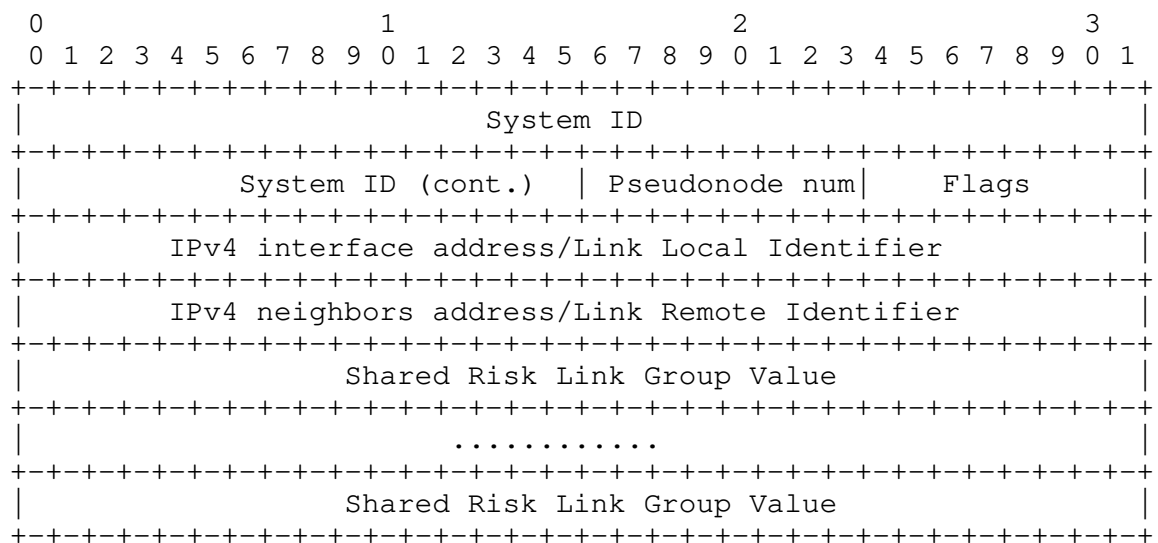 0                   1                   2                   3
 0 1 2 3 4 5 6 7 8 9 0 1 2 3 4 5 6 7 8 9 0 1 2 3 4 5 6 7 8 9 0 1
+-+-+-+-+-+-+-+-+-+-+-+-+-+-+-+-+-+-+-+-+-+-+-+-+-+-+-+-+-+-+-+-+
|                          System ID                            |
+-+-+-+-+-+-+-+-+-+-+-+-+-+-+-+-+-+-+-+-+-+-+-+-+-+-+-+-+-+-+-+-+
|            System ID (cont.)  | Pseudonode num|    Flags      |
+-+-+-+-+-+-+-+-+-+-+-+-+-+-+-+-+-+-+-+-+-+-+-+-+-+-+-+-+-+-+-+-+
|        IPv4 interface address/Link Local Identifier           |
+-+-+-+-+-+-+-+-+-+-+-+-+-+-+-+-+-+-+-+-+-+-+-+-+-+-+-+-+-+-+-+-+
|        IPv4 neighbors address/Link Remote Identifier          |
+-+-+-+-+-+-+-+-+-+-+-+-+-+-+-+-+-+-+-+-+-+-+-+-+-+-+-+-+-+-+-+-+
|                  Shared Risk Link Group Value                 |
+-+-+-+-+-+-+-+-+-+-+-+-+-+-+-+-+-+-+-+-+-+-+-+-+-+-+-+-+-+-+-+-+
|                        ............                           |
+-+-+-+-+-+-+-+-+-+-+-+-+-+-+-+-+-+-+-+-+-+-+-+-+-+-+-+-+-+-+-+-+
|                  Shared Risk Link Group Value                 |
+-+-+-+-+-+-+-+-+-+-+-+-+-+-+-+-+-+-+-+-+-+-+-+-+-+-+-+-+-+-+-+-+